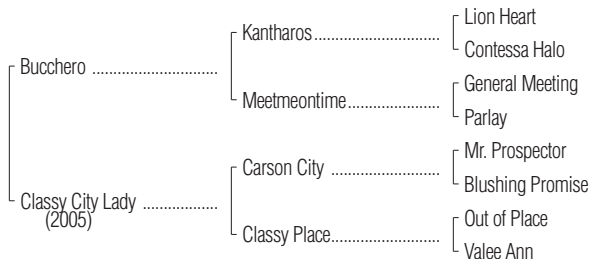 Lion Heart
Kantharos........................
Contessa Halo
Bucchero ........................
General Meeting
Meetmeontime.................
Parlay
Mr. Prospector
Carson City ....................
Blushing Promise
Classy City Lady ..............
(2005)
Out of Place
Classy Place....................
Valee Ann